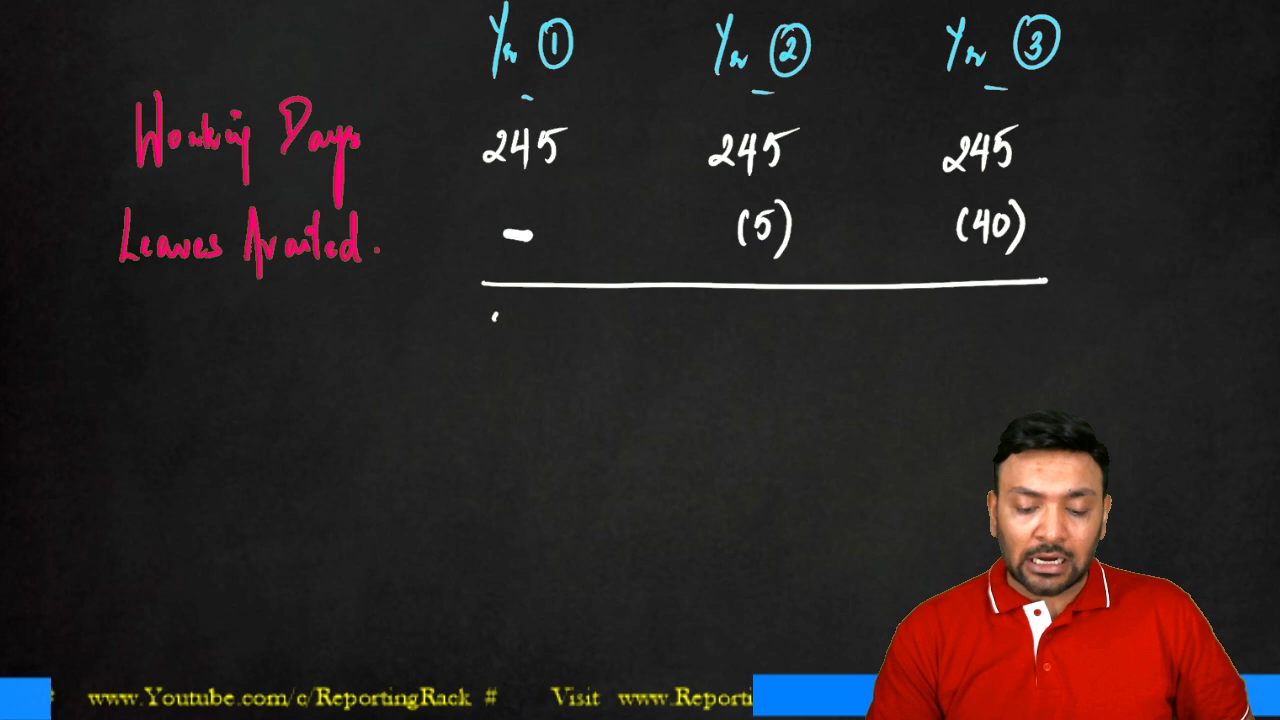 Yr ① Yr ② Yr ③
Working Days 245 245 245
Leaves Availed. - (5) (40)
www.Youtube.com/c/ReportingRack # Visit www.Reporti